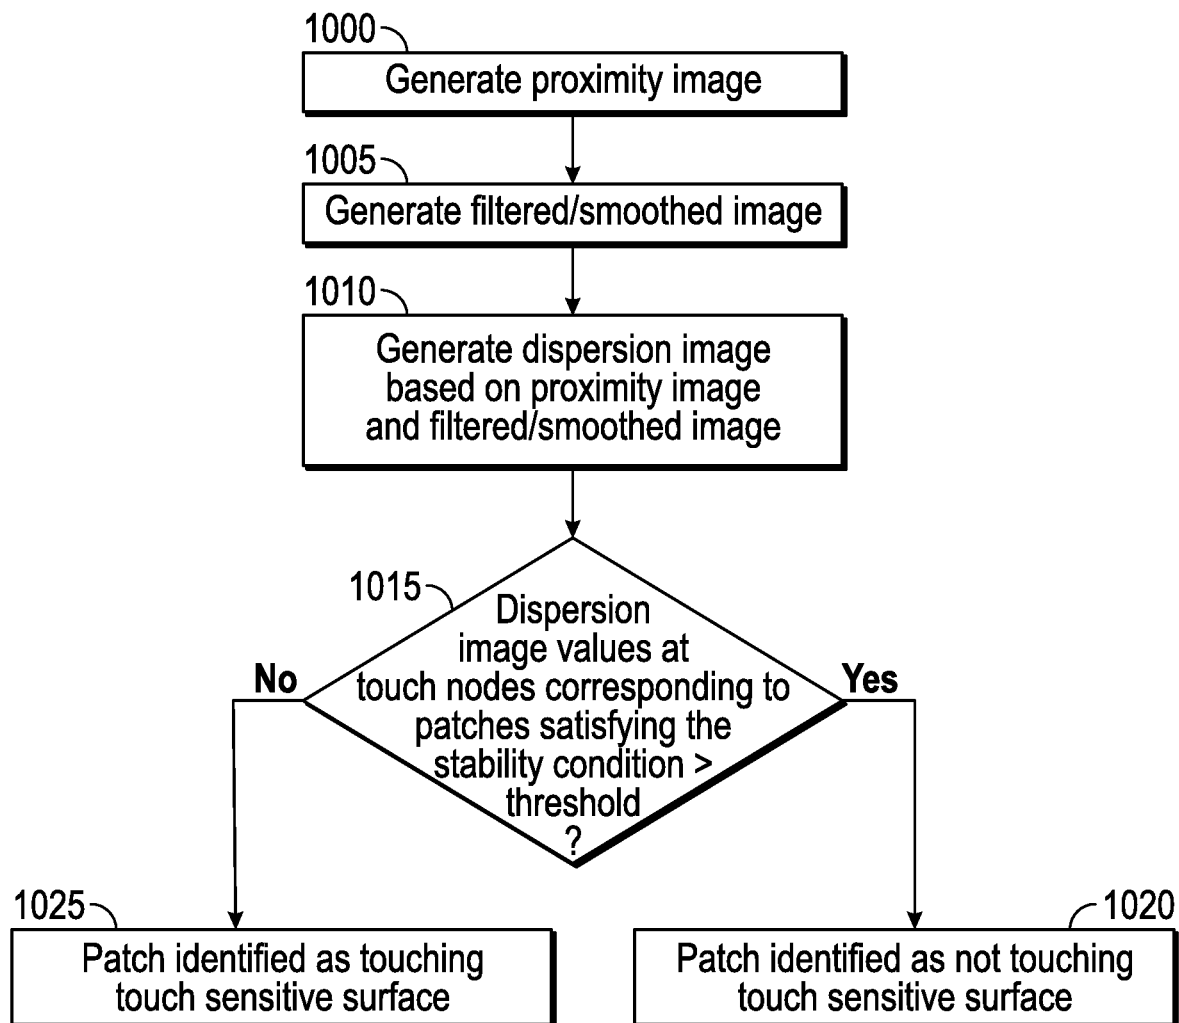 1000
Generate proximity image
1005
Generate filtered/smoothed image
1010
Generate dispersion image
based on proximity image
and filtered/smoothed image
1015
Dispersion
image values at
touch nodes corresponding to
patches satisfying the
stability condition >
threshold
?
No
Yes
1025
Patch identified as touching
touch sensitive surface
1020
Patch identified as not touching
touch sensitive surface